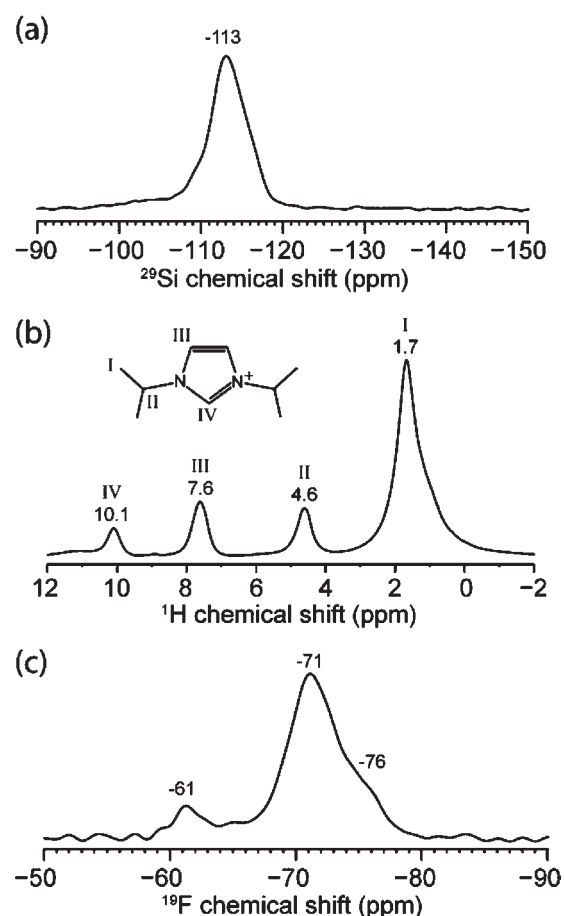 (a)
-113
−90 −100 −110 −120 −130 −140 −150
²⁹Si chemical shift (ppm)
(b)
I
1.7
III
I
N
N⁺
II
IV
III
7.6
II
4.6
IV
10.1
12 10 8 6 4 2 0 −2
¹H chemical shift (ppm)
(c)
-71
-76
-61
−50 −60 −70 −80 −90
¹⁹F chemical shift (ppm)